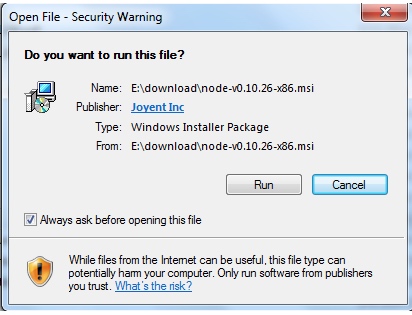 Open File - Security Warning
Do you want to run this file?
Name: E:\download\node-v0.10.26-x86.msi
Publisher: Joyent Inc
Type: Windows Installer Package
From: E:\download\node-v0.10.26-x86.msi
Run Cancel
Always ask before opening this file
While files from the Internet can be useful, this file type can
potentially harm your computer. Only run software from publishers
you trust. What's the risk?